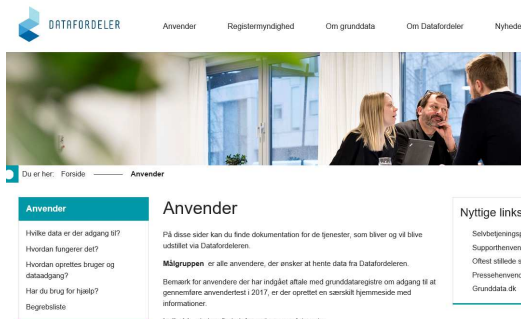 DATAFORDELER
Anvender Registermyndighed Om grunddata Om Datafordeler
Du er her: Forside Anvender
Anvender
Hvilke data er der adgang til?
Hvordan fungerer det?
Hvordan oprettes bruger og
dataadgang?
Har du brug for hjælp?
Begrebsliste
Anvender
På disse sider kan du finde dokumentation for de tjenester, som bliver og vil blive
udstillet via Datafordeleren.
Målgruppen er alle anvendere, der ønsker at hente data fra Datafordeleren.
Bemærk for anvendere der har indgået aftale med grunddataregistre om adgang til at
gennemføre anvendertest i 2017, er der oprettet en særskilt hjemmeside med
informationer.
Nyttige links
Oftest stillede
Grunddata.dk